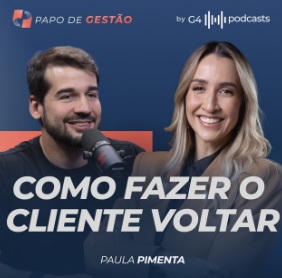 PAPO DE GESTÃO
by G4 podcasts
COMO FAZER O
CLIENTE VOLTAR
PAULA PIMENTA